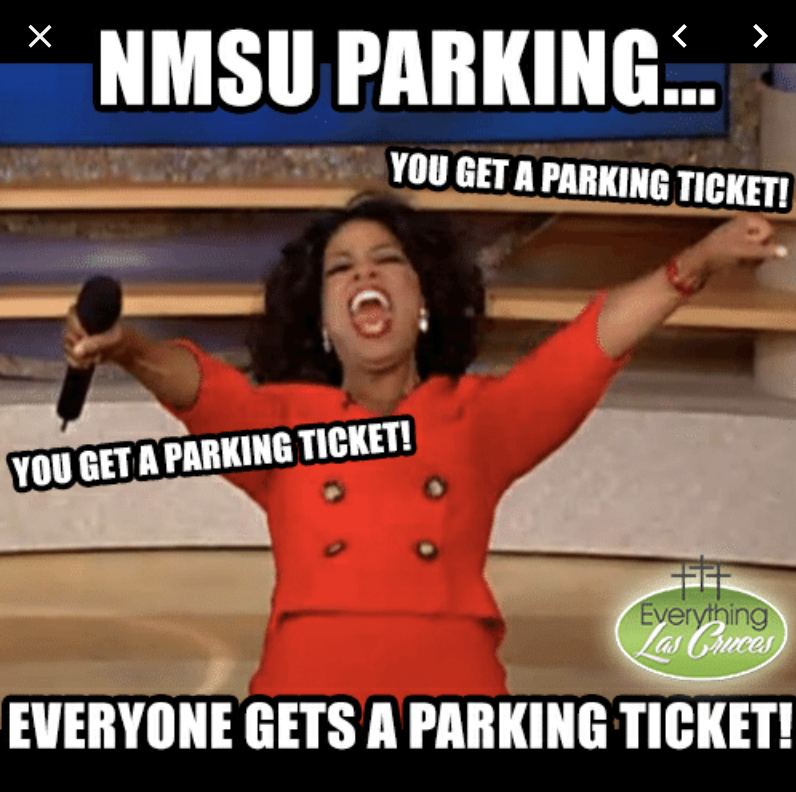 NMSU PARKING...
YOU GET A PARKING TICKET!
YOU GET A PARKING TICKET!
EVERYONE GETS A PARKING TICKET!
Everything
Las Cruces